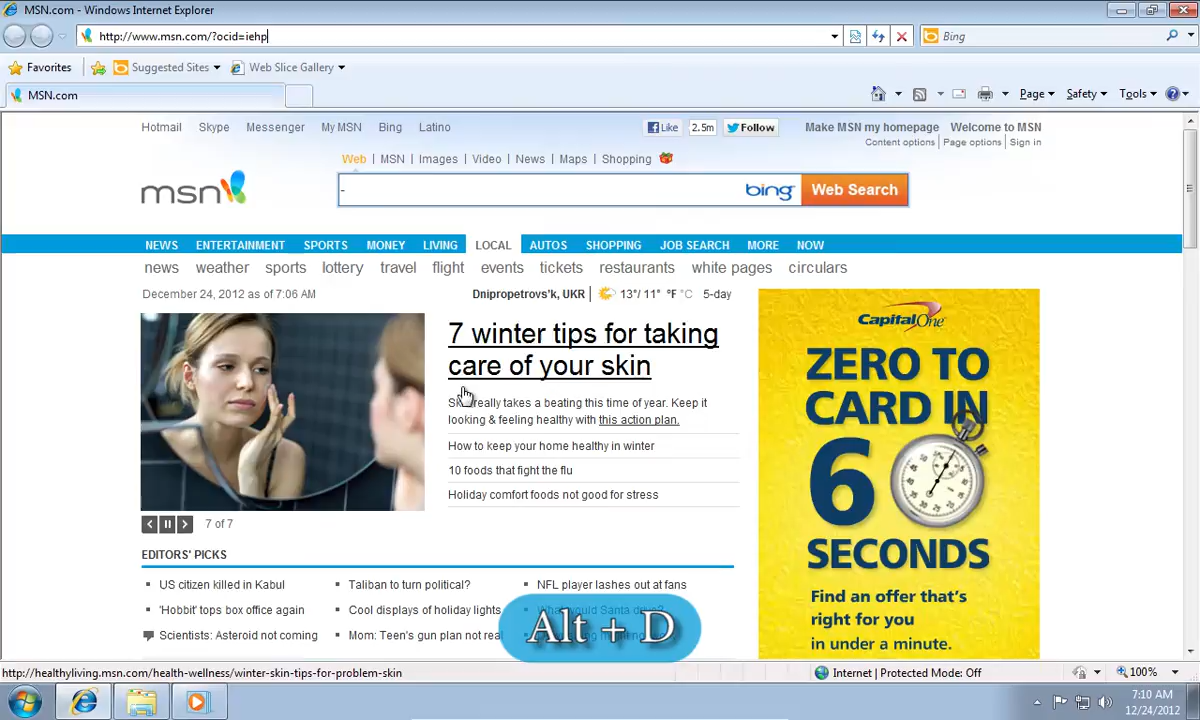 MSN.com - Windows Internet Explorer
http://www.msn.com/?ocid=iehp
Bing
Favorites
Suggested Sites
Web Slice Gallery
MSN.com
Page
Safety
Tools
Hotmail Skype Messenger My MSN Bing Latino
Like 2.5m Follow
Make MSN my homepage Welcome to MSN
Content options | Page options | Sign in
Web | MSN | Images | Video | News | Maps | Shopping
msn
-
bing
Web Search
NEWS ENTERTAINMENT SPORTS MONEY LIVING LOCAL AUTOS SHOPPING JOB SEARCH MORE NOW
news weather sports lottery travel flight events tickets restaurants white pages circulars
December 24, 2012 as of 7:06 AM
Dnipropetrovs'k, UKR | 13°/ 11° °F °C 5-day
7 winter tips for taking
care of your skin
really takes a beating this time of year. Keep it
looking & feeling healthy with this action plan.
How to keep your home healthy in winter
10 foods that fight the flu
Holiday comfort foods not good for stress
7 of 7
EDITORS' PICKS
US citizen killed in Kabul
Taliban to turn political?
NFL player lashes out at fans
'Hobbit' tops box office again
Cool displays of holiday lights
What would Santa drive?
Scientists: Asteroid not coming
Mom: Teen's gun plan not real
Alt + D
Capital One
ZERO TO
CARD IN
6
SECONDS
Find an offer that's
right for you
in under a minute.
http://healthyliving.msn.com/health-wellness/winter-skin-tips-for-problem-skin
Internet | Protected Mode: Off
100%
7:10 AM
12/24/2012